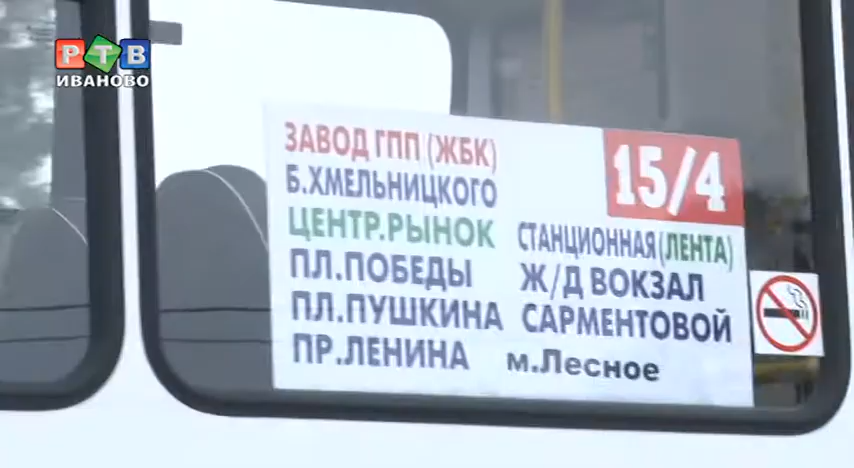 РТВ
ИВАНОВО
ЗАВОД ГПП (ЖБК)
Б.ХМЕЛЬНИЦКОГО
ЦЕНТР.РЫНОК
ПЛ.ПОБЕДЫ
ПЛ.ПУШКИНА
ПР.ЛЕНИНА
15/4
СТАНЦИОННАЯ(ЛЕНТА)
Ж/Д ВОКЗАЛ
САРМЕНТОВОЙ
м.Лесное